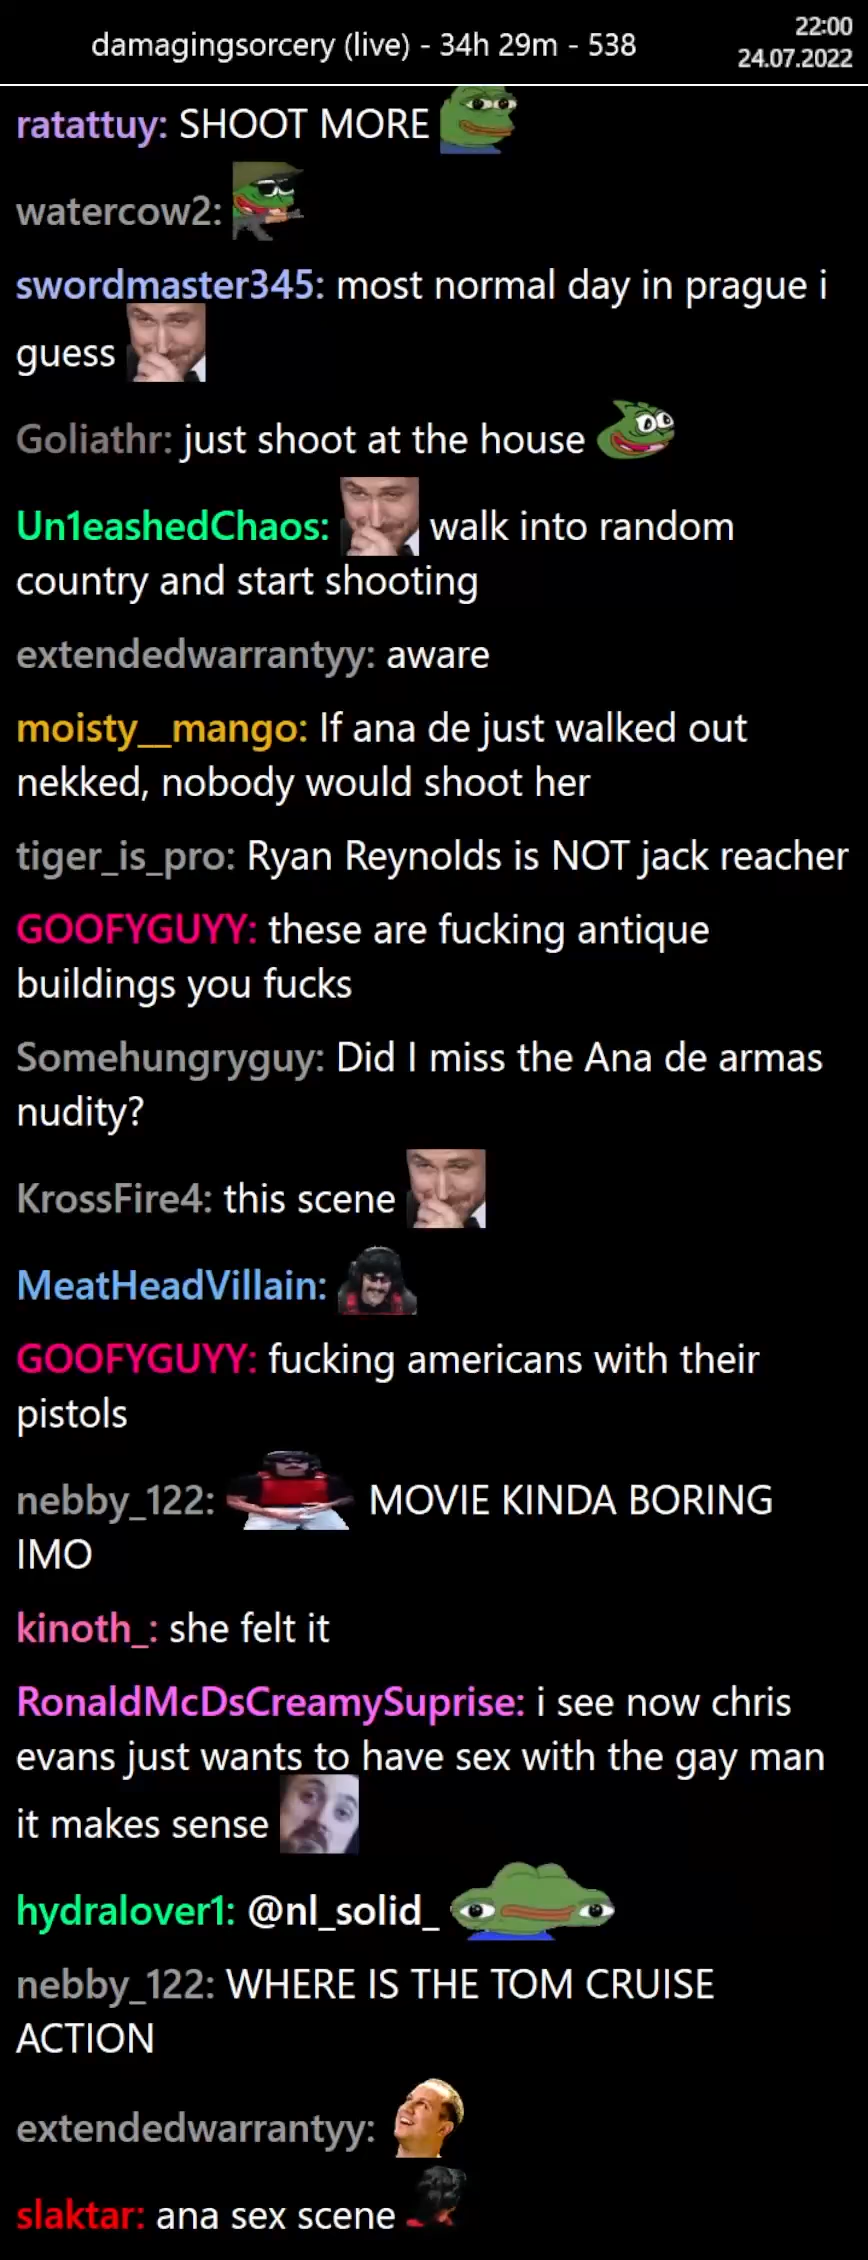 damagingsorcery (live) - 34h 29m - 538
22:00
24.07.2022
ratattuy: SHOOT MORE
watercow2:
swordmaster345: most normal day in prague i
guess
Goliathr: just shoot at the house
Un1eashedChaos: walk into random
country and start shooting
extendedwarrantyy: aware
moisty__mango: If ana de just walked out
nekked, nobody would shoot her
tiger_is_pro: Ryan Reynolds is NOT jack reacher
GOOFYGUYY: these are fucking antique
buildings you fucks
Somehungryguy: Did I miss the Ana de armas
nudity?
KrossFire4: this scene
MeatHeadVillain:
GOOFYGUYY: fucking americans with their
pistols
nebby_122: MOVIE KINDA BORING
IMO
kinoth_: she felt it
RonaldMcDsCreamySuprise: i see now chris
evans just wants to have sex with the gay man
it makes sense
hydralover1: @nl_solid_
nebby_122: WHERE IS THE TOM CRUISE
ACTION
extendedwarrantyy:
slaktar: ana sex scene